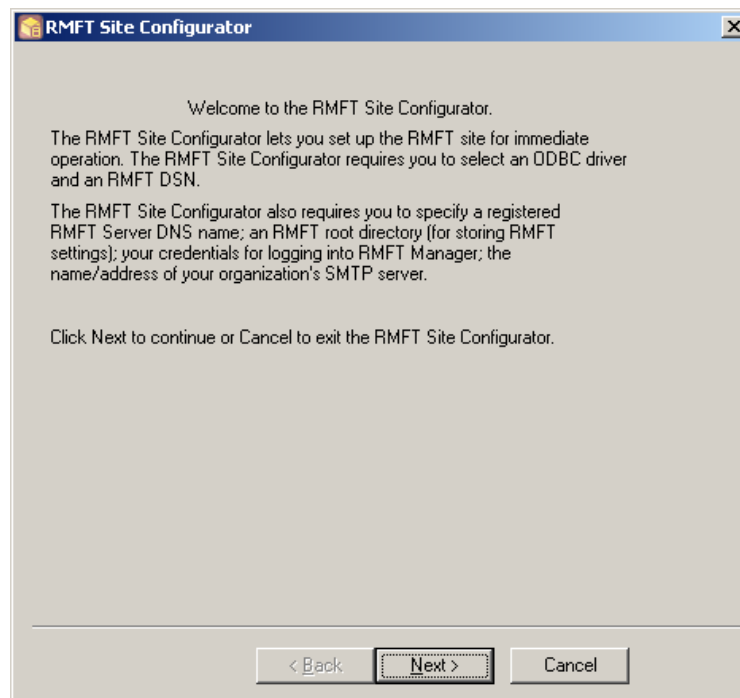 RMFT Site Configurator
Welcome to the RMFT Site Configurator.
The RMFT Site Configurator lets you set up the RMFT site for immediate
operation. The RMFT Site Configurator requires you to select an ODBC driver
and an RMFT DSN.
The RMFT Site Configurator also requires you to specify a registered
RMFT Server DNS name; an RMFT root directory (for storing RMFT
settings); your credentials for logging into RMFT Manager; the
name/address of your organization's SMTP server.
Click Next to continue or Cancel to exit the RMFT Site Configurator.
< Back
Next >
Cancel